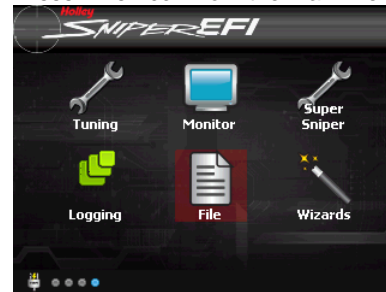 Holley
SNIPER EFI
Tuning
Monitor
Super
Sniper
Logging
File
Wizards